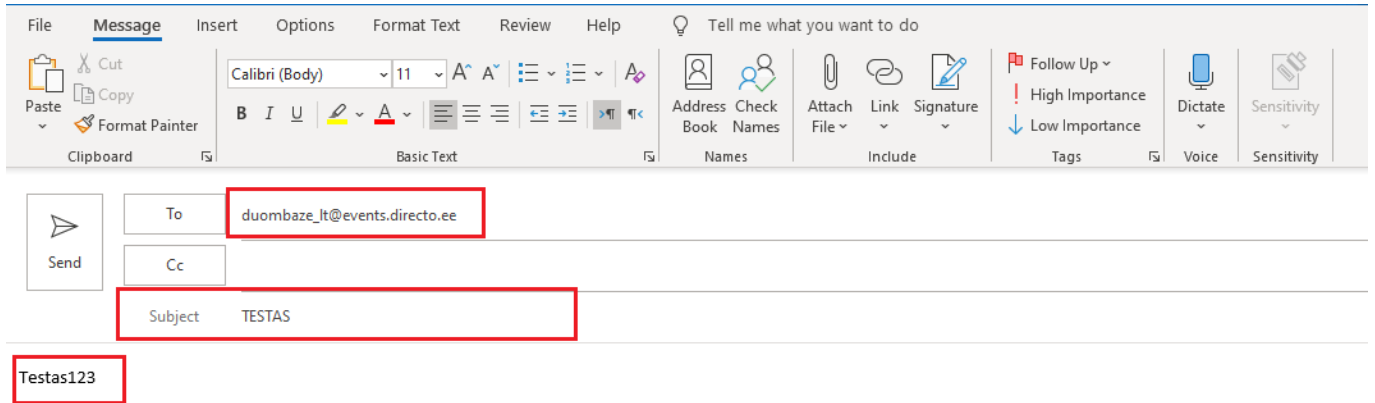 File Message Insert Options Format Text Review Help Tell me what you want to do
Paste
Cut
Copy
Format Painter
Clipboard
Calibri (Body) 11 A^ A˅
B I U A
Basic Text
Address Book
Check Names
Names
Attach File
Link
Signature
Include
Follow Up
High Importance
Low Importance
Tags
Dictate
Voice
Sensitivity
Sensitivity
Send
To duombaze_lt@events.directo.ee
Cc
Subject TESTAS
Testas123